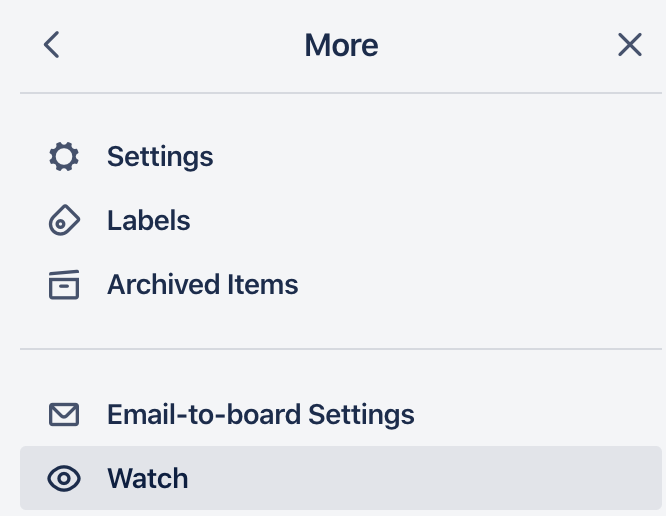 More
Settings
Labels
Archived Items
Email-to-board Settings
Watch